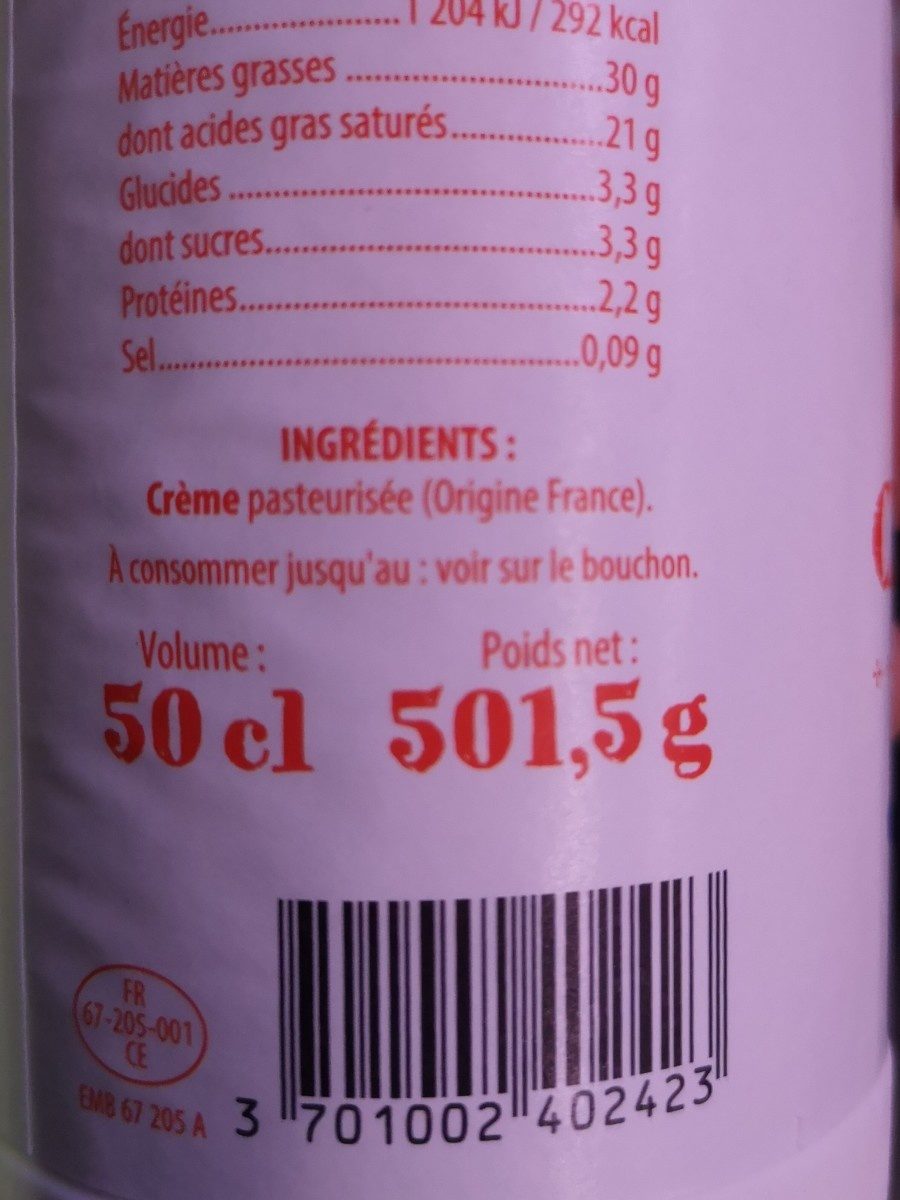 Énergie....................1 204 kJ / 292 kcal
Matières grasses ..............................30 g
dont acides gras saturés.................21 g
Glucides ..........................................3,3 g
dont sucres......................................3,3 g
Protéines.........................................2,2 g
Sel..................................................0,09 g
INGRÉDIENTS :
Crème pasteurisée (Origine France).
À consommer jusqu'au : voir sur le bouchon.
Volume : Poids net :
50 cl 501,5 g
FR
67-205-001
CE
EMB 67 205 A
3 701002 402423